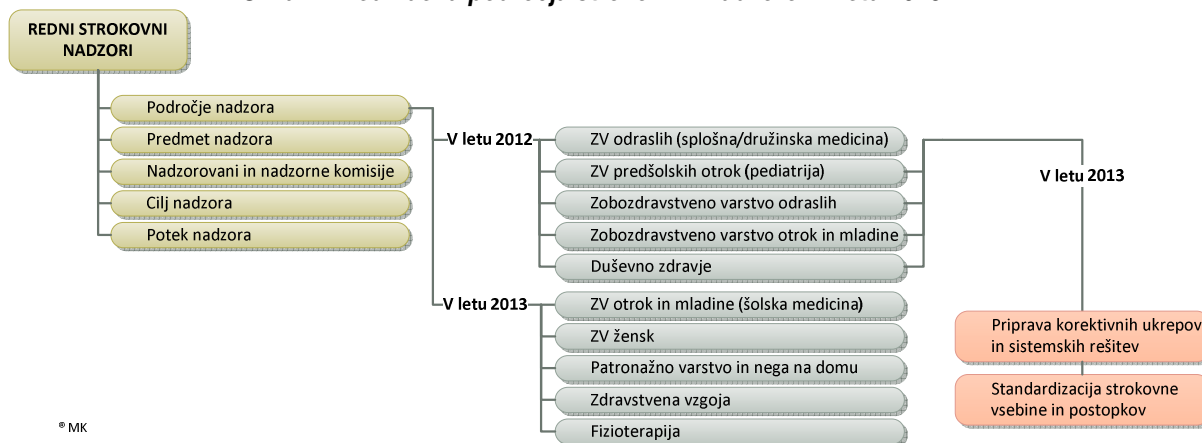 REDNI STROKOVNI
NADZORI
Področje nadzora
Predmet nadzora
Nadzorovani in nadzorne komisije
Cilj nadzora
Potek nadzora
V letu 2012
ZV odraslih (splošna/družinska medicina)
ZV predšolskih otrok (pediatrija)
Zobozdravstveno varstvo odraslih
Zobozdravstveno varstvo otrok in mladine
Duševno zdravje
V letu 2013
ZV otrok in mladine (šolska medicina)
ZV žensk
Patronažno varstvo in nega na domu
Zdravstvena vzgoja
Fizioterapija
V letu 2013
Priprava korektivnih ukrepov
in sistemskih rešitev
Standardizacija strokovne
vsebine in postopkov
® MK